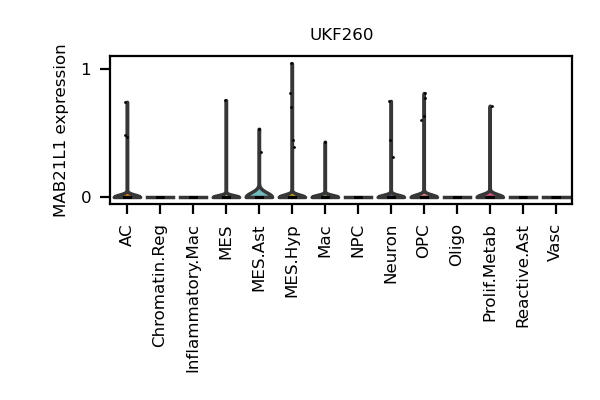 UKF260
MAB21L1 expression
1
0
AC
Chromatin.Reg
Inflammatory.Mac
MES
MES.Ast
MES.Hyp
Mac
NPC
Neuron
OPC
Oligo
Prolif.Metab
Reactive.Ast
Vasc